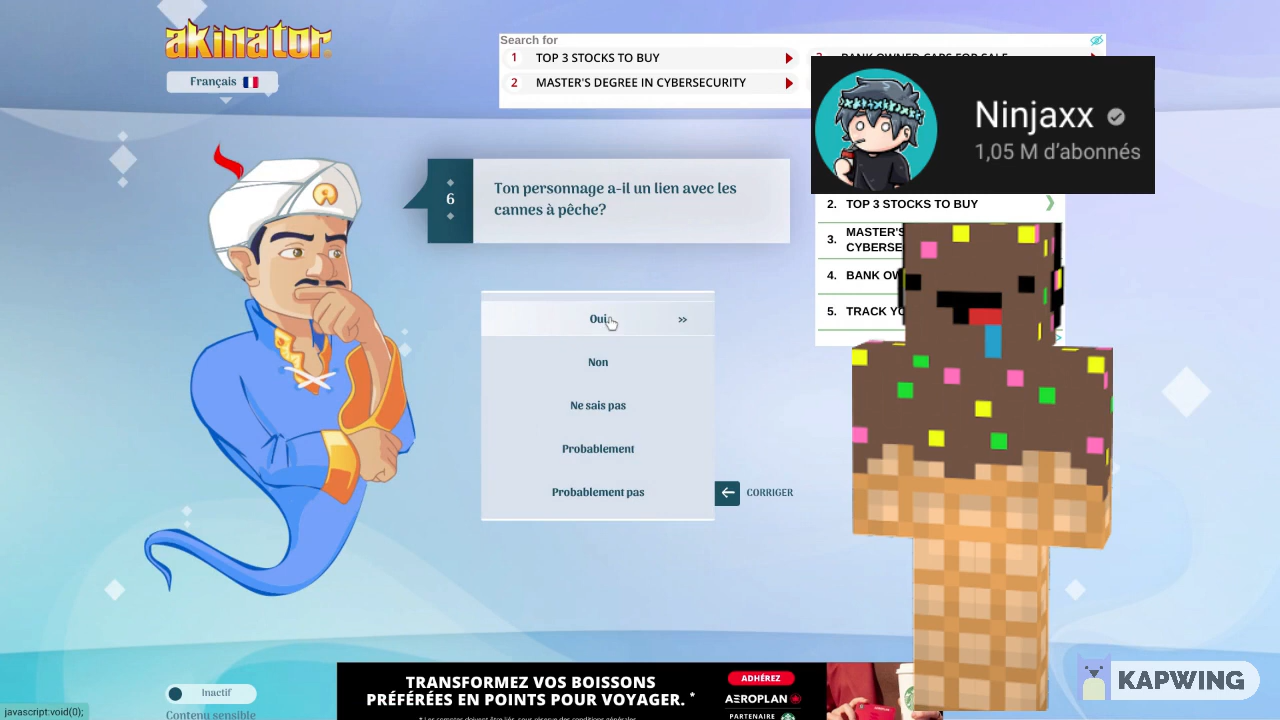 akinator
Français
Search for
1 TOP 3 STOCKS TO BUY
2 MASTER'S DEGREE IN CYBERSECURITY
Ninjaxx
1,05 M d'abonnés
6
Ton personnage a-il un lien avec les
cannes à pêche?
2. TOP 3 STOCKS TO BUY
3. MASTER'S
4. BANK
5. TRACK
Oui
Non
Ne sais pas
Probablement
Probablement pas
CORRIGER
Inactif
Contenu sensible
javascript:void(0);
TRANSFORMEZ VOS BOISSONS
PRÉFÉRÉES EN POINTS POUR VOYAGER.*
ADHÉREZ
AEROPLAN
PARTENAIRE
KAPWING